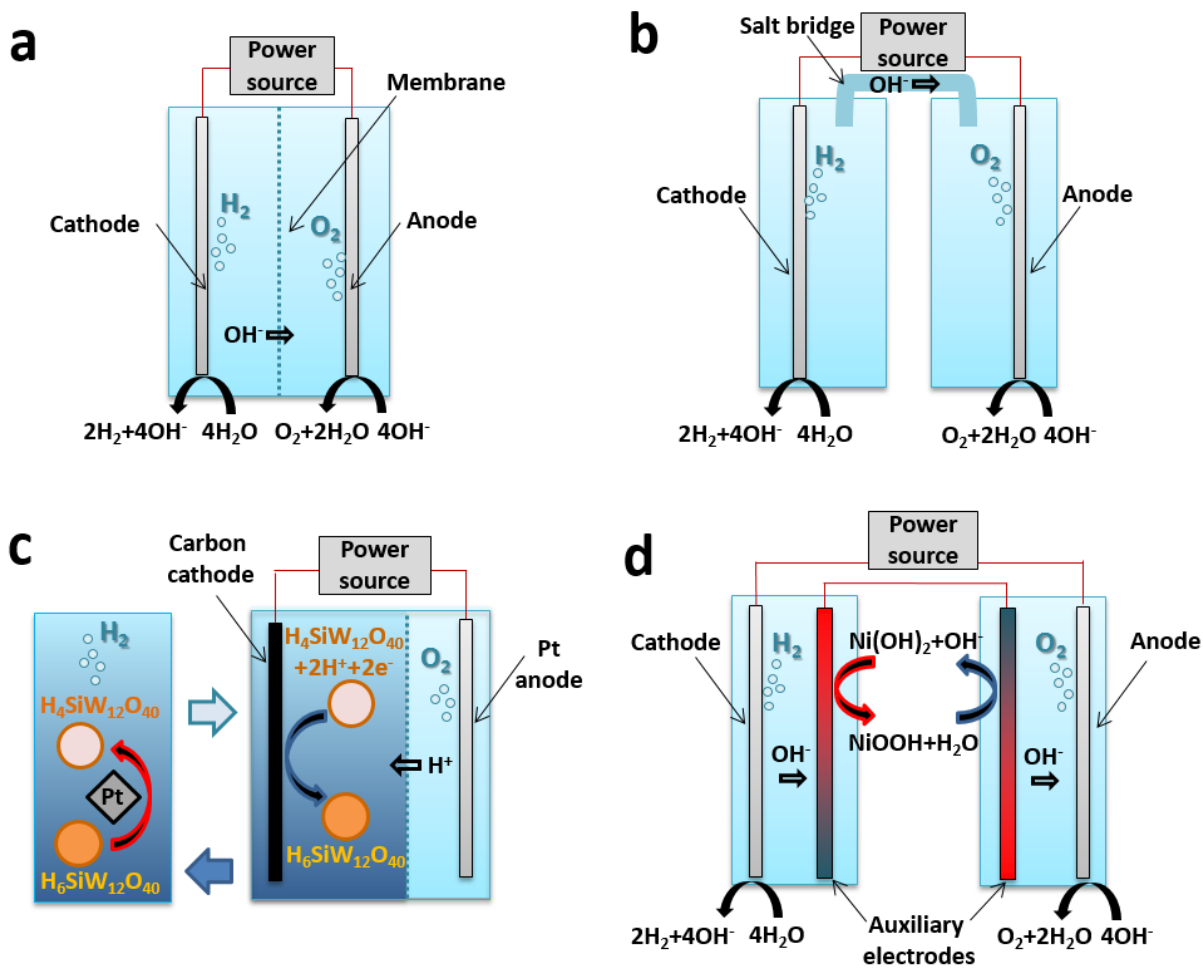 a
Power
source
Membrane
H₂
O₂
Cathode
Anode
OH⁻
2H₂+4OH⁻ 4H₂O O₂+2H₂O 4OH⁻
b
Salt bridge
Power
source
OH⁻
H₂
O₂
Cathode
Anode
2H₂+4OH⁻ 4H₂O
O₂+2H₂O 4OH⁻
c
Carbon
cathode
Power
source
H₂
H₄SiW₁₂O₄₀
Pt
H₆SiW₁₂O₄₀
H₄SiW₁₂O₄₀
+2H⁺+2e⁻
O₂
Pt
anode
H⁺
H₆SiW₁₂O₄₀
d
Power
source
Cathode
H₂
Ni(OH)₂+OH⁻
O₂
Anode
NiOOH+H₂O
OH⁻
OH⁻
Auxiliary
electrodes
2H₂+4OH⁻ 4H₂O
O₂+2H₂O 4OH⁻